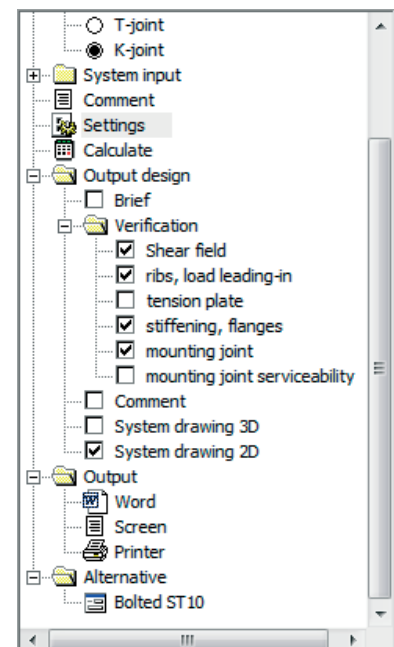 T-joint
K-joint
System input
Comment
Settings
Calculate
Output design
Brief
Verification
Shear field
ribs, load leading-in
tension plate
stiffening, flanges
mounting joint
mounting joint serviceability
Comment
System drawing 3D
System drawing 2D
Output
Word
Screen
Printer
Alternative
Bolted ST10